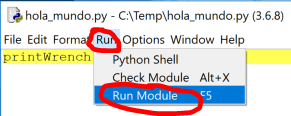 hola_mundo.py - C:\Temp\hola_mundo.py (3.6.8)
File Edit Format Run Options Window Help
printWrench
Python Shell
Check Module Alt+X
Run Module F5